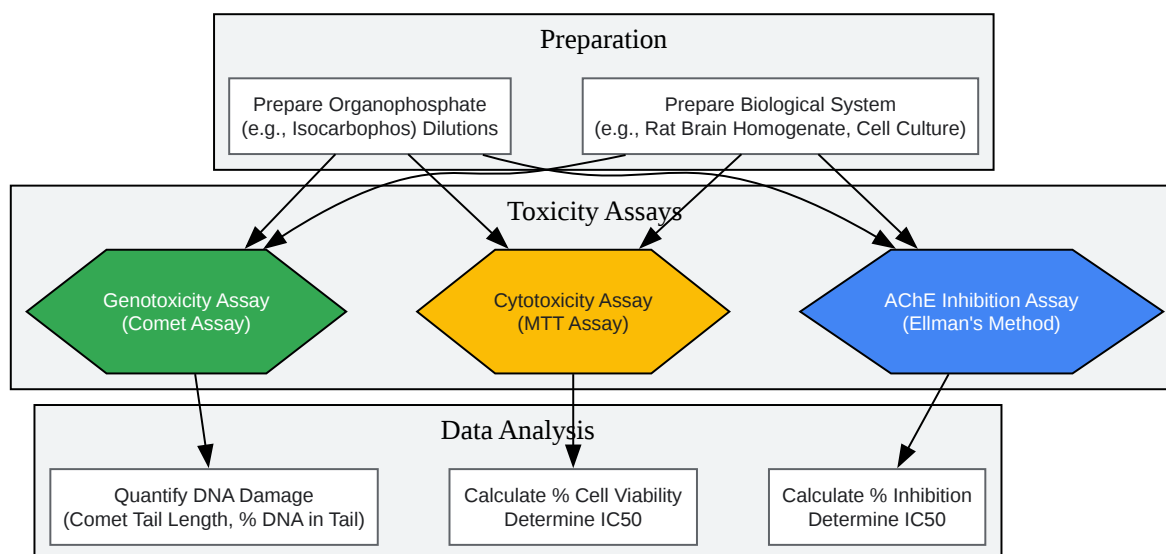 Preparation
Prepare Organophosphate
(e.g., Isocarbophos) Dilutions
Prepare Biological System
(e.g., Rat Brain Homogenate, Cell Culture)
Toxicity Assays
Genotoxicity Assay
(Comet Assay)
Cytotoxicity Assay
(MTT Assay)
AChE Inhibition Assay
(Ellman's Method)
Data Analysis
Quantify DNA Damage
(Comet Tail Length, % DNA in Tail)
Calculate % Cell Viability
Determine IC50
Calculate % Inhibition
Determine IC50